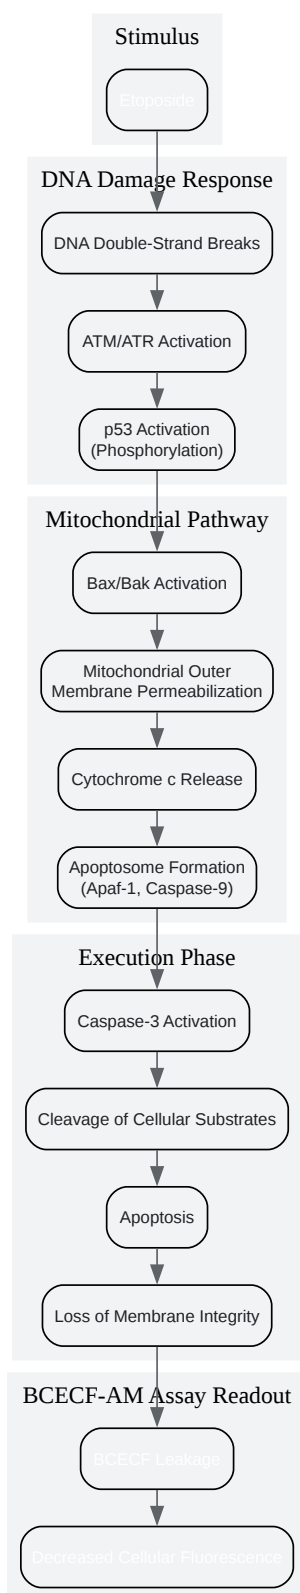 Stimulus
Etoposide
DNA Damage Response
DNA Double-Strand Breaks
ATM/ATR Activation
p53 Activation
(Phosphorylation)
Mitochondrial Pathway
Bax/Bak Activation
Mitochondrial Outer
Membrane Permeabilization
Cytochrome c Release
Apoptosome Formation
(Apaf-1, Caspase-9)
Execution Phase
Caspase-3 Activation
Cleavage of Cellular Substrates
Apoptosis
Loss of Membrane Integrity
BCECF-AM Assay Readout
BCECF Leakage
Decreased Cellular Fluorescence